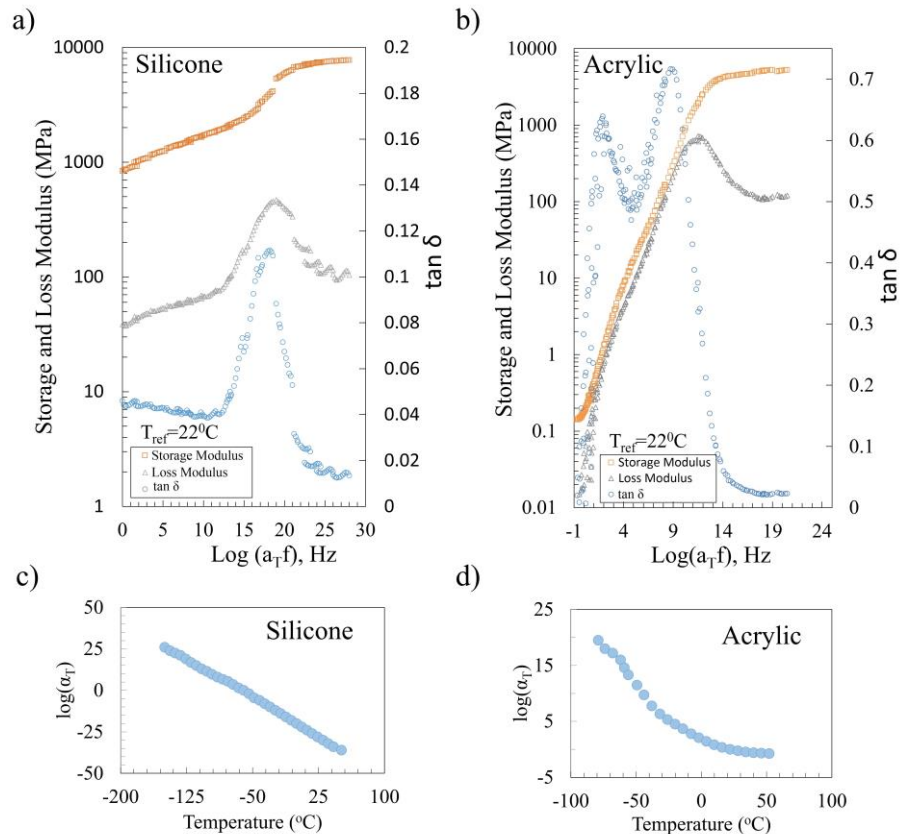 a)
Silicone
Storage and Loss Modulus (MPa)
10000
1000
100
10
1
tan δ
0.2
0.18
0.16
0.14
0.12
0.1
0.08
0.06
0.04
0.02
0
T_ref=22⁰C
Storage Modulus
Loss Modulus
tan δ
0 5 10 15 20 25 30
Log (a_Tf), Hz
b)
Acrylic
Storage and Loss Modulus (MPa)
10000
1000
100
10
1
0.1
0.01
tan δ
0.7
0.6
0.5
0.4
0.3
0.2
0.1
0
T_ref=22⁰C
Storage Modulus
Loss Modulus
tan δ
-1 4 9 14 19 24
Log(a_Tf), Hz
c)
Silicone
log(α_T)
50
25
0
-25
-50
-200 -125 -50 25 100
Temperature (°C)
d)
Acrylic
log(α_T)
25
15
5
-5
-100 -50 0 50 100
Temperature (°C)